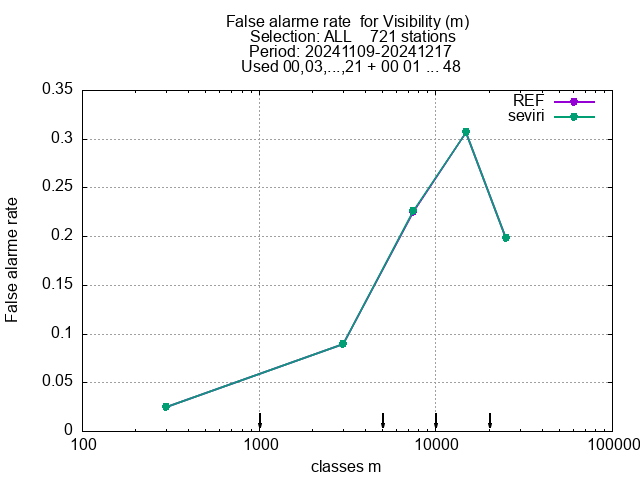 False alarme rate  for Visibility (m)
Selection: ALL    721 stations
Period: 20241109-20241217
Used 00,03,...,21 + 00 01 ... 48
REF
seviri
0.35
0.3
0.25
0.2
0.15
0.1
0.05
0
False alarme rate
100
1000
10000
100000
classes m